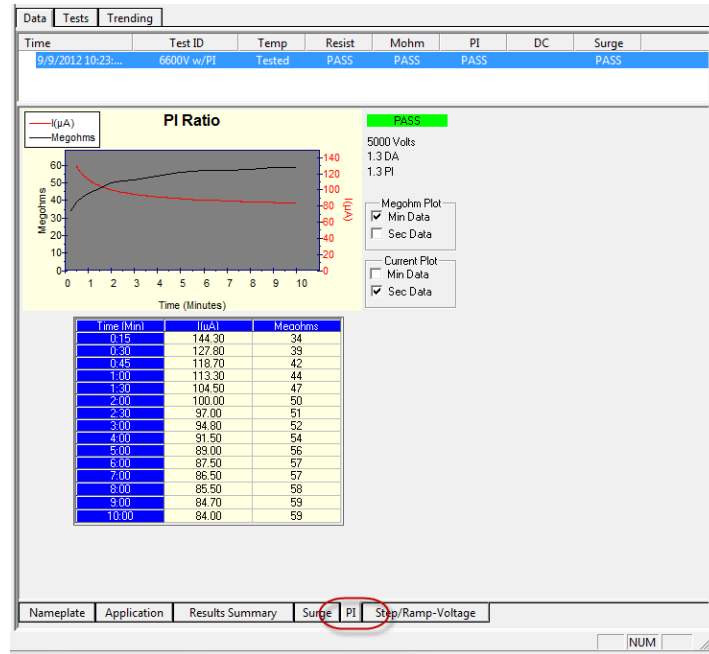 Data Tests Trending
Time Test ID Temp Resist Mohm PI DC Surge
9/9/2012 10:23:... 6600V w/PI Tested PASS PASS PASS PASS
I(µA)
Megohms
PI Ratio
PASS
5000 Volts
1.3 DA
1.3 PI
Megohm Plot
Min Data
Sec Data
Current Plot
Min Data
Sec Data
Megohms
60
50
40
30
20
10
0
140
120
100
80
60
40
20
0
I(µA)
0 1 2 3 4 5 6 7 8 9 10
Time (Minutes)
Time (Min) I(uA) Megohms
0:15 144.30 34
0:30 127.80 39
0:45 118.70 42
1:00 113.30 44
1:30 104.50 47
2:00 100.00 50
2:30 97.00 51
3:00 94.80 52
4:00 91.50 54
5:00 89.00 56
6:00 87.50 57
7:00 86.50 57
8:00 85.50 58
9:00 84.70 59
10:00 84.00 59
Nameplate Application Results Summary Surge PI Step/Ramp-Voltage
NUM